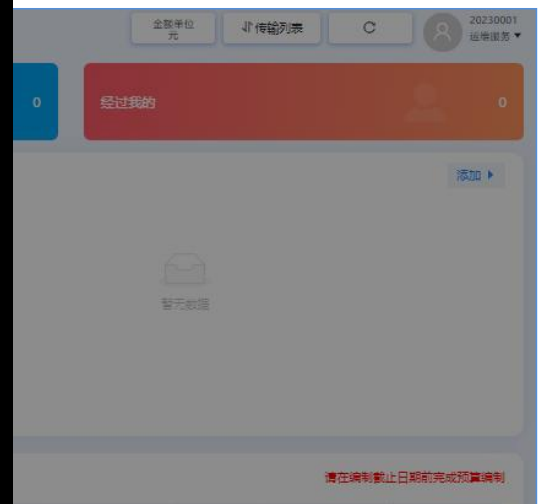 金额单位
元
传输列表
20230001
运维服务
0
经过我的
0
添加
暂无数据
请在编制截止日期前完成预算编制